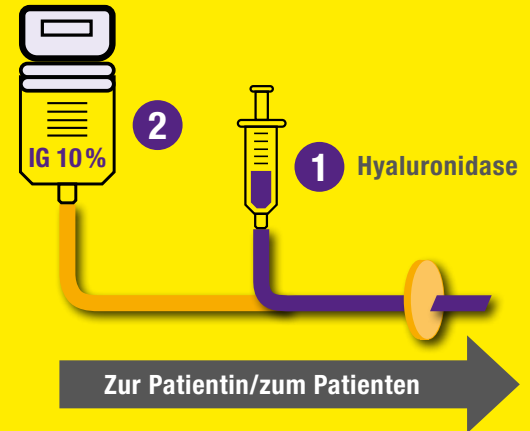 2
IG 10 %
1
Hyaluronidase
Zur Patientin/zum Patienten